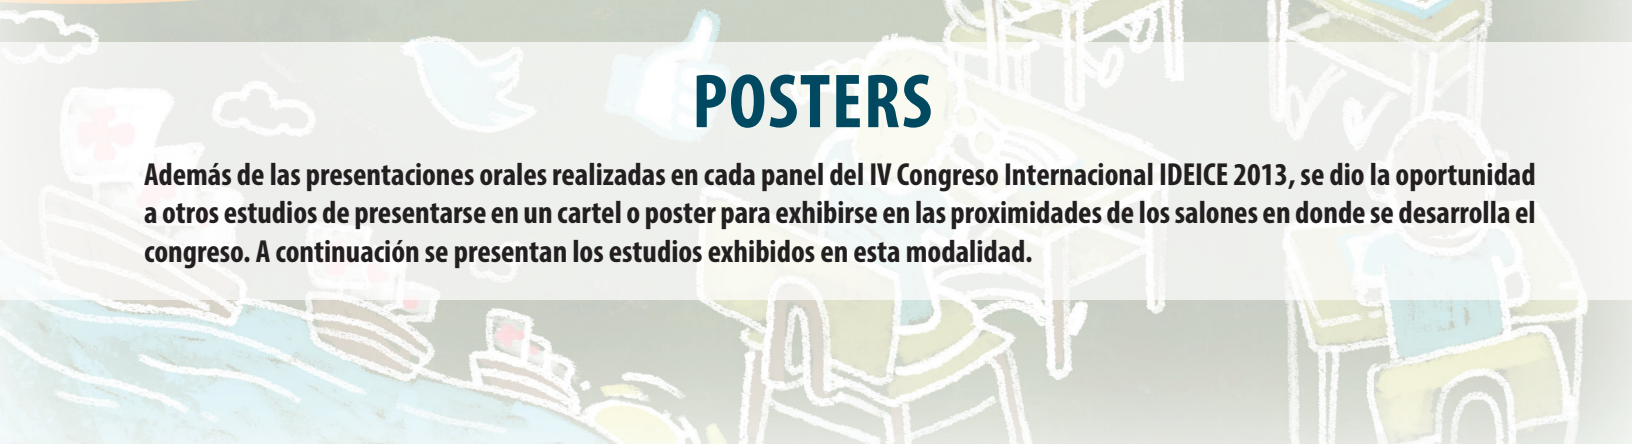 POSTERS
Además de las presentaciones orales realizadas en cada panel del IV Congreso Internacional IDEICE 2013, se dio la oportunidad
a otros estudios de presentarse en un cartel o poster para exhibirse en las proximidades de los salones en donde se desarrolla el
congreso. A continuación se presentan los estudios exhibidos en esta modalidad.